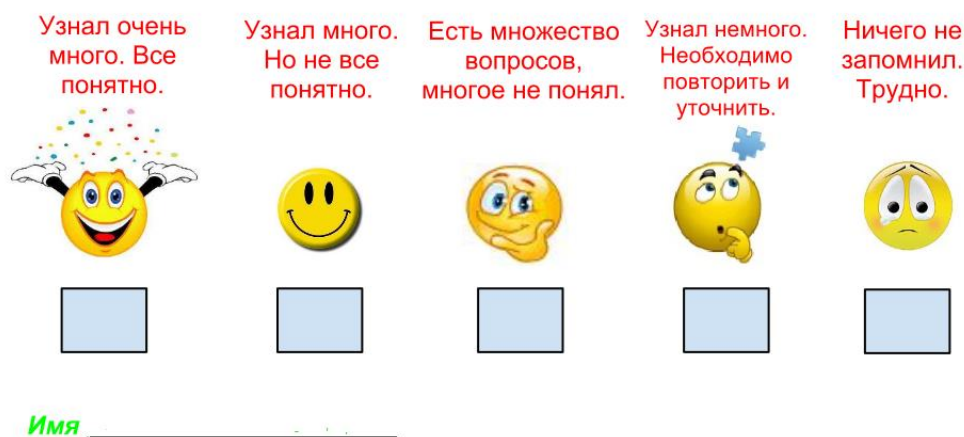 Узнал очень
много. Все
понятно.
Узнал много.
Но не все
понятно.
Есть множество
вопросов,
многое не понял.
Узнал немного.
Необходимо
повторить и
уточнить.
Ничего не
запомнил.
Трудно.
Имя